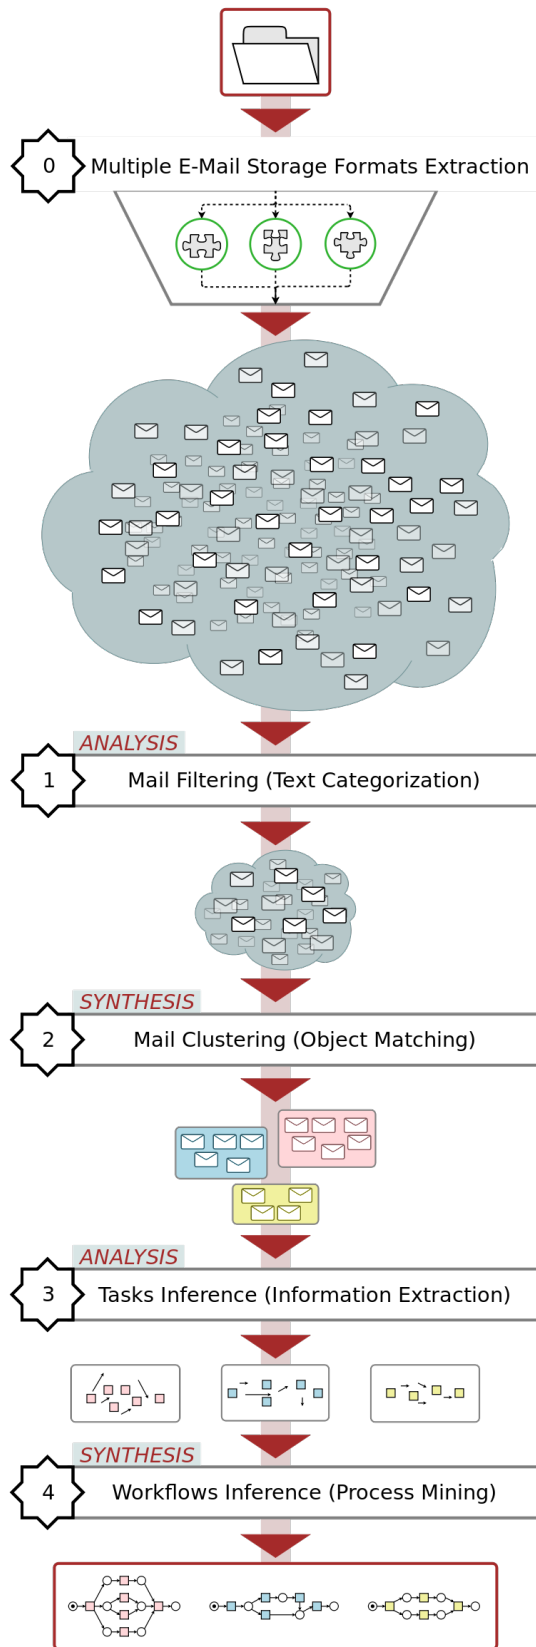 0
Multiple E-Mail Storage Formats Extraction
ANALYSIS
1
Mail Filtering (Text Categorization)
SYNTHESIS
2
Mail Clustering (Object Matching)
ANALYSIS
3
Tasks Inference (Information Extraction)
SYNTHESIS
4
Workflows Inference (Process Mining)